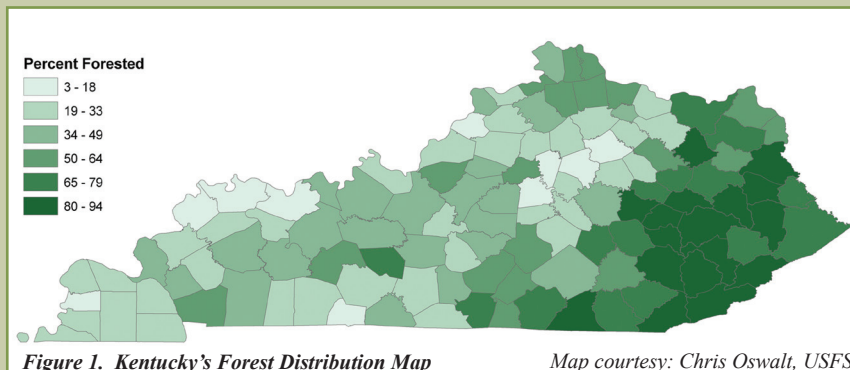 Percent Forested
3 - 18
19 - 33
34 - 49
50 - 64
65 - 79
80 - 94
Figure 1. Kentucky's Forest Distribution Map
Map courtesy: Chris Oswalt, USFS